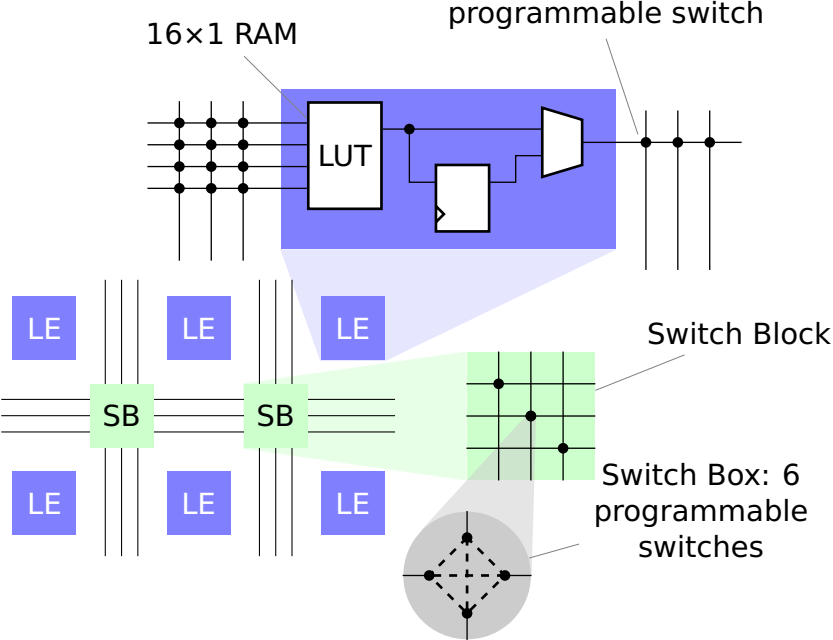 programmable switch
16×1 RAM
LUT
LE LE LE
Switch Block
SB SB
LE LE LE
Switch Box: 6
programmable
switches